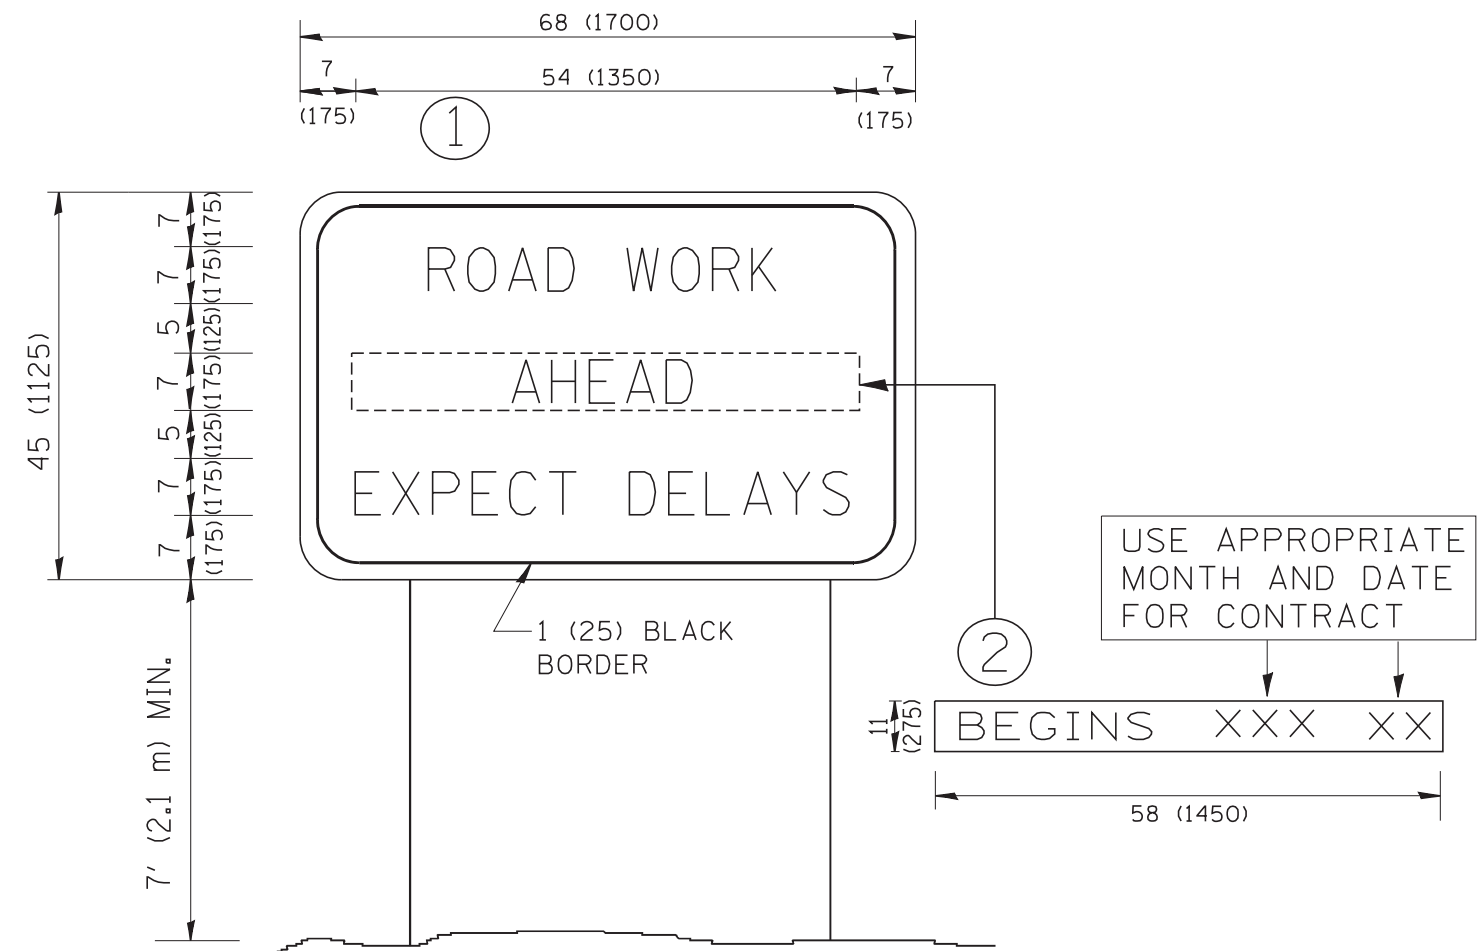 68 (1700)
7
54 (1350)
7
(175)
(175)
1
7
(175)
7
(175)
5
(125)
7
(175)
5
(125)
7
(175)
7
(175)
45 (1125)
ROAD WORK
AHEAD
EXPECT DELAYS
1 (25) BLACK
BORDER
7' (2.1 m) MIN.
USE APPROPRIATE
MONTH AND DATE
FOR CONTRACT
2
11
(275)
BEGINS XXX XX
58 (1450)